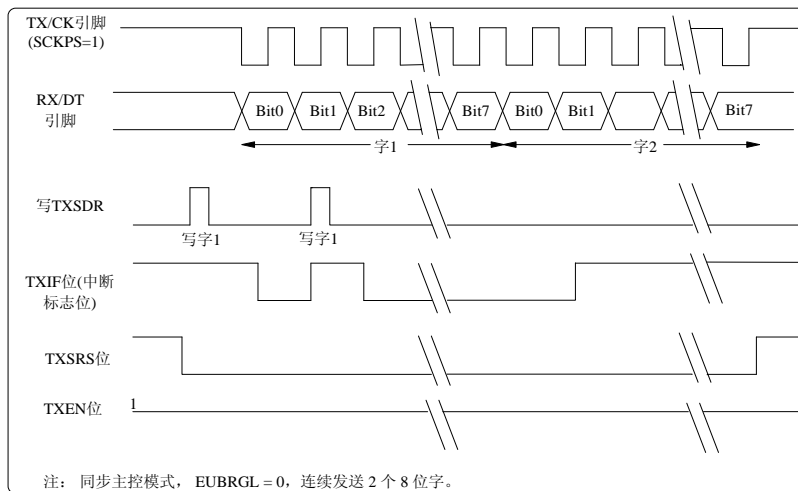 TX/CK引脚
(SCKPS=1)
RX/DT
引脚
Bit0
Bit1
Bit2
Bit7
Bit0
Bit1
Bit7
字1
字2
写TXSDR
写字1
写字1
TXIF位(中断
标志位)
TXSRS位
TXEN位
1
注： 同步主控模式， EUBRGL = 0，连续发送 2 个 8 位字。